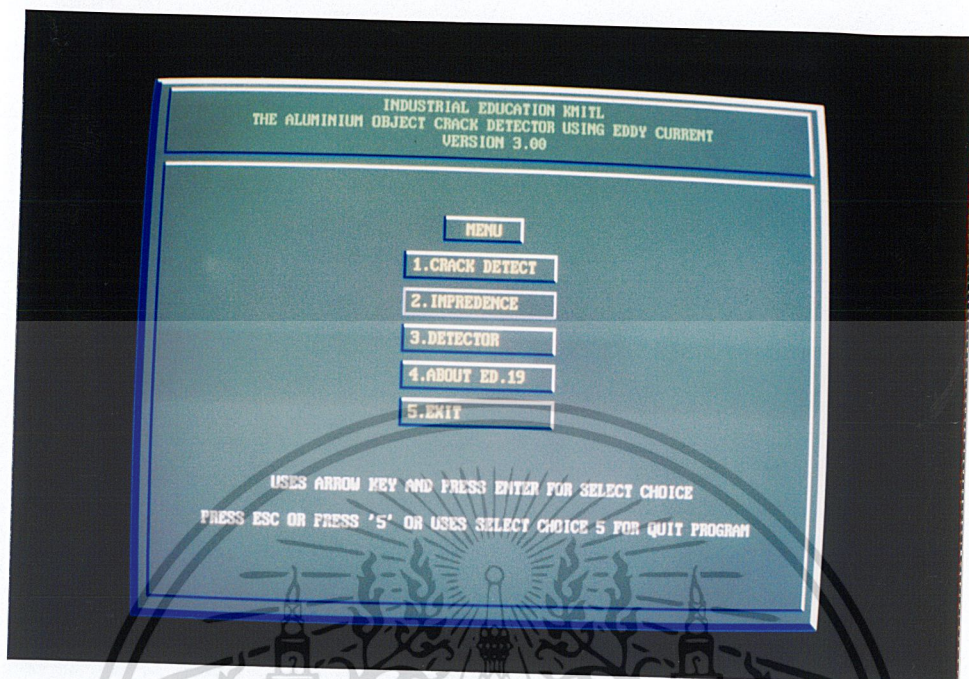 INDUSTRIAL EDUCATION KMITL
THE ALUMINIUM OBJECT CRACK DETECTOR USING EDDY CURRENT
VERSION 3.00
MENU
1.CRACK DETECT
2.IMPREDENCE
3.DETECTOR
4.ABOUT ED.19
5.EXIT
USES ARROW KEY AND PRESS ENTER FOR SELECT CHOICE
PRESS ESC OR PRESS '5' OR USES SELECT CHOICE 5 FOR QUIT PROGRAM